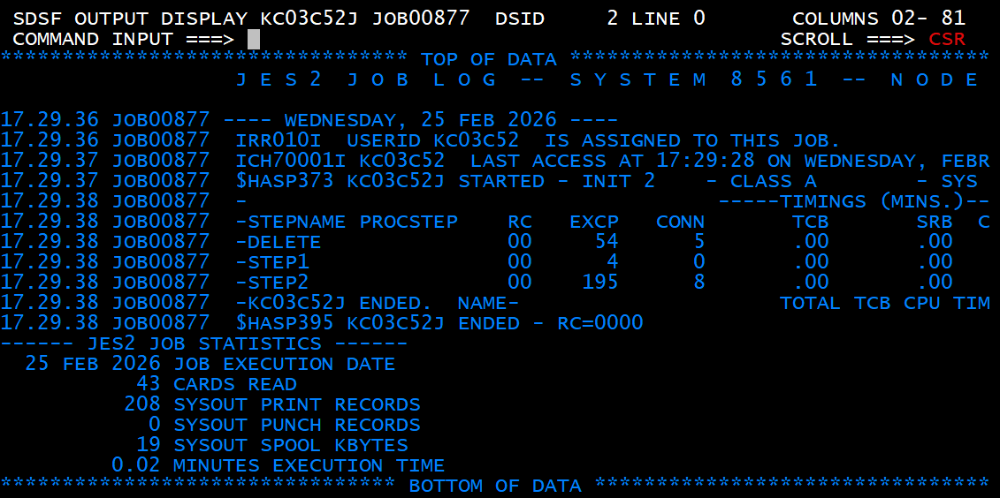 SDSF OUTPUT DISPLAY KC03C52J JOB00877  DSID     2 LINE 0       COLUMNS 02- 81
COMMAND INPUT ===>                                            SCROLL ===> CSR
********************************* TOP OF DATA **********************************
                   J E S 2  J O B  L O G  --  S Y S T E M  8 5 6 1  --  N O D E

17.29.36 JOB00877 ---- WEDNESDAY, 25 FEB 2026 ----
17.29.36 JOB00877  IRR010I  USERID KC03C52  IS ASSIGNED TO THIS JOB.
17.29.37 JOB00877  ICH70001I KC03C52  LAST ACCESS AT 17:29:28 ON WEDNESDAY, FEBR
17.29.37 JOB00877  $HASP373 KC03C52J STARTED - INIT 2    - CLASS A        - SYS
17.29.38 JOB00877  -                                      -----TIMINGS (MINS.)--
17.29.38 JOB00877  -STEPNAME PROCSTEP    RC   EXCP   CONN       TCB       SRB  C
17.29.38 JOB00877  -DELETE               00     54      5       .00       .00
17.29.38 JOB00877  -STEP1                00      4      0       .00       .00
17.29.38 JOB00877  -STEP2                00    195      8       .00       .00
17.29.38 JOB00877  -KC03C52J ENDED.  NAME-                     TOTAL TCB CPU TIM
17.29.38 JOB00877  $HASP395 KC03C52J ENDED - RC=0000
------ JES2 JOB STATISTICS ------
  25 FEB 2026 JOB EXECUTION DATE
           43 CARDS READ
          208 SYSOUT PRINT RECORDS
            0 SYSOUT PUNCH RECORDS
           19 SYSOUT SPOOL KBYTES
         0.02 MINUTES EXECUTION TIME
******************************** BOTTOM OF DATA ********************************